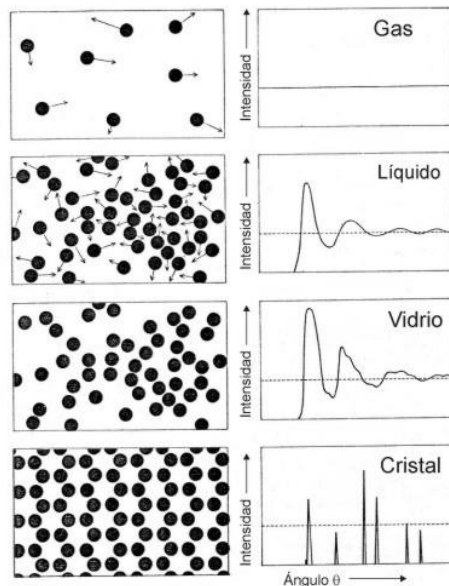 Intensidad
Gas
Intensidad
Líquido
Intensidad
Vidrio
Intensidad
Cristal
Ángulo θ